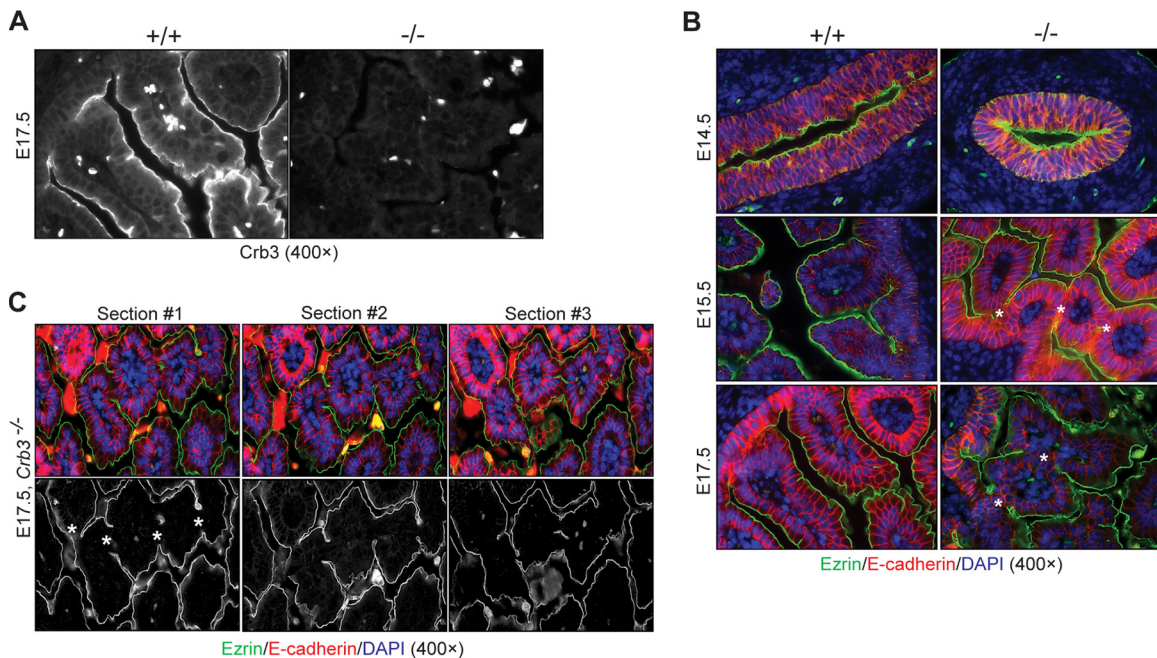 A
+/+
-/-
E17.5
Crb3 (400×)
B
+/+
-/-
E14.5
E15.5
*
*
*
E17.5
*
*
Ezrin/E-cadherin/DAPI (400×)
C
Section #1
Section #2
Section #3
E17.5, Crb3 -/-
*
*
*
*
Ezrin/E-cadherin/DAPI (400×)